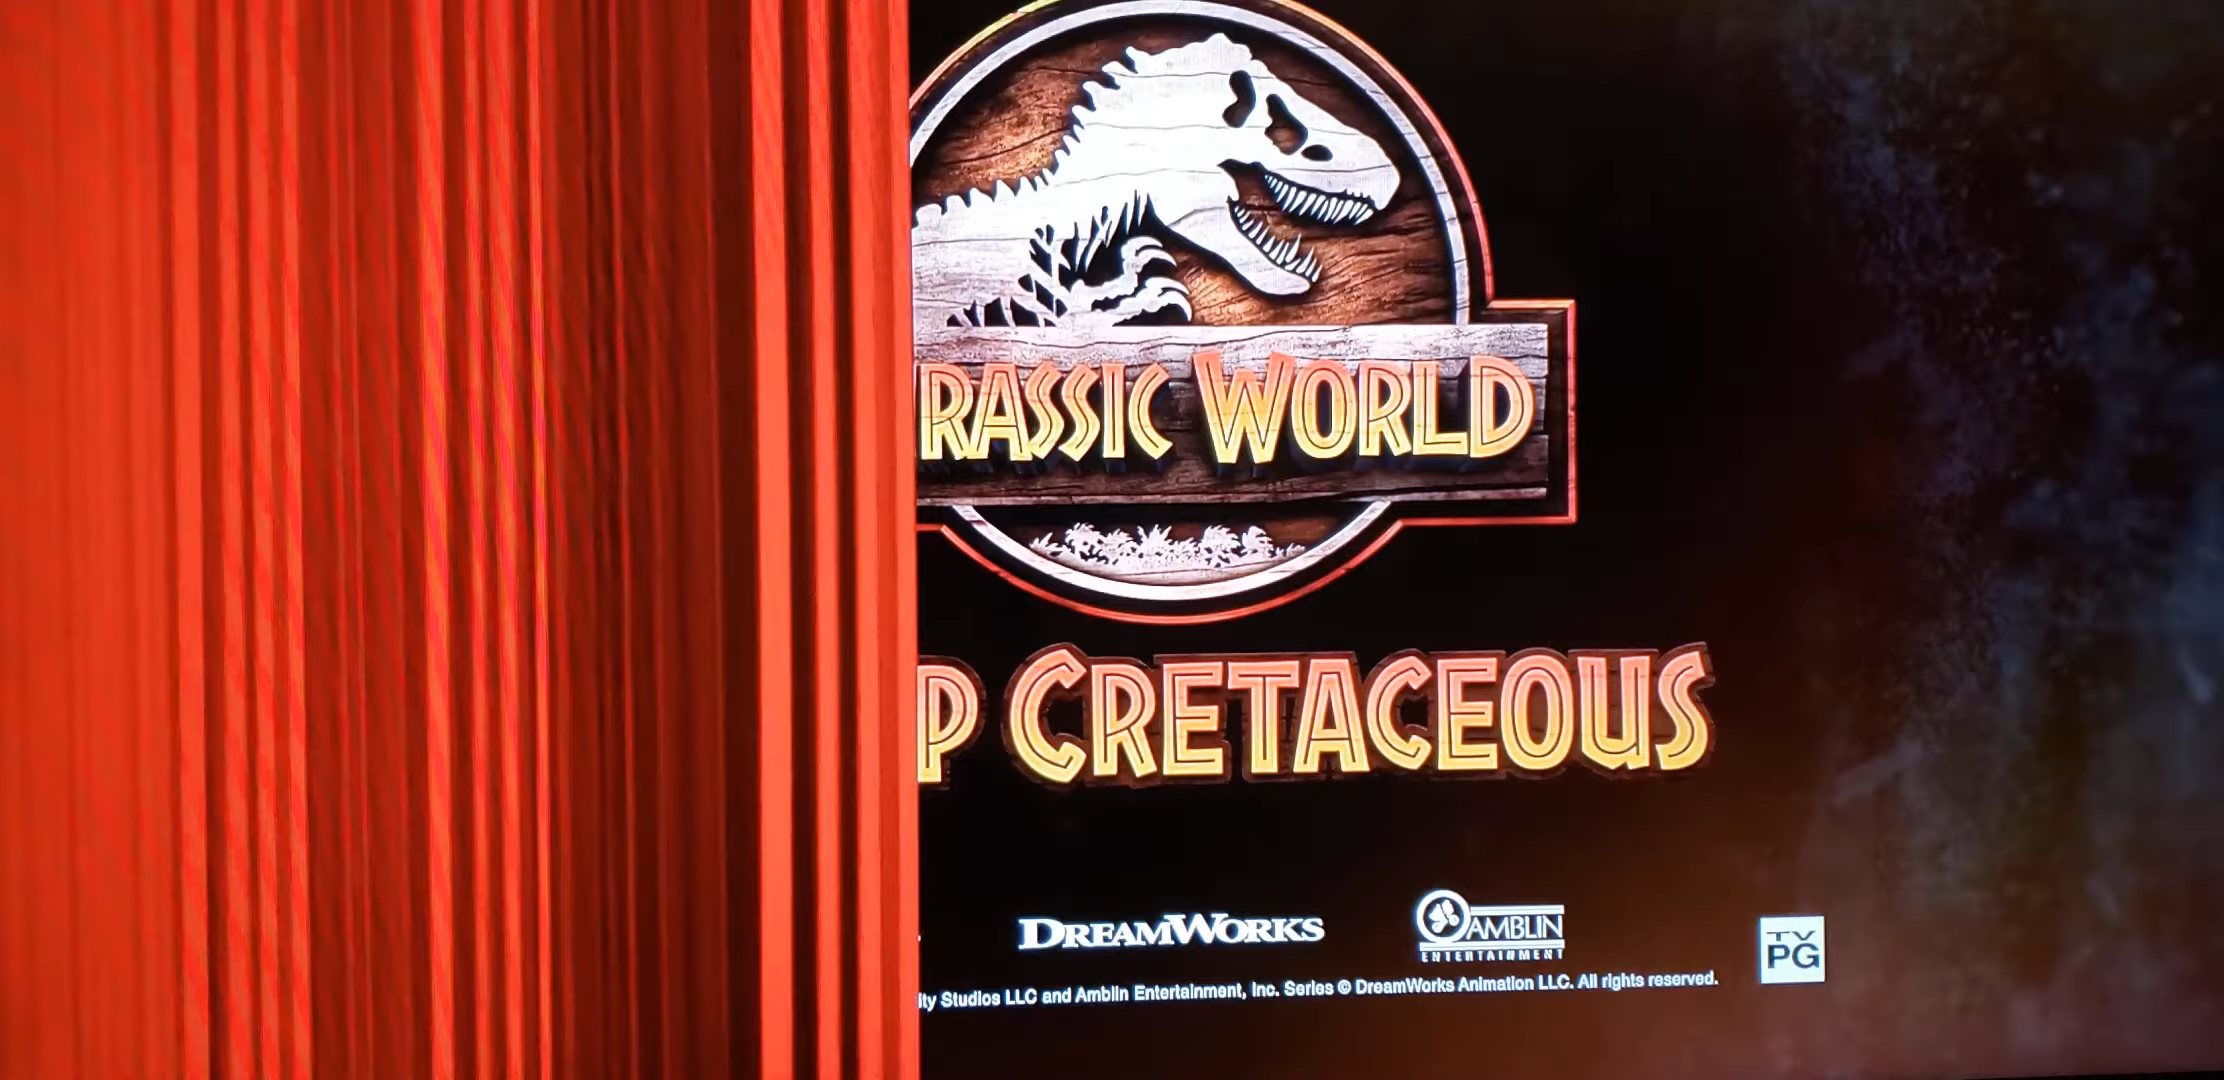 RASSIC WORLD
P CRETACEOUS
DREAMWORKS
AMBLIN
ENTERTAINMENT
TV
PG
ity Studios LLC and Amblin Entertainment, Inc. Series © DreamWorks Animation LLC. All rights reserved.